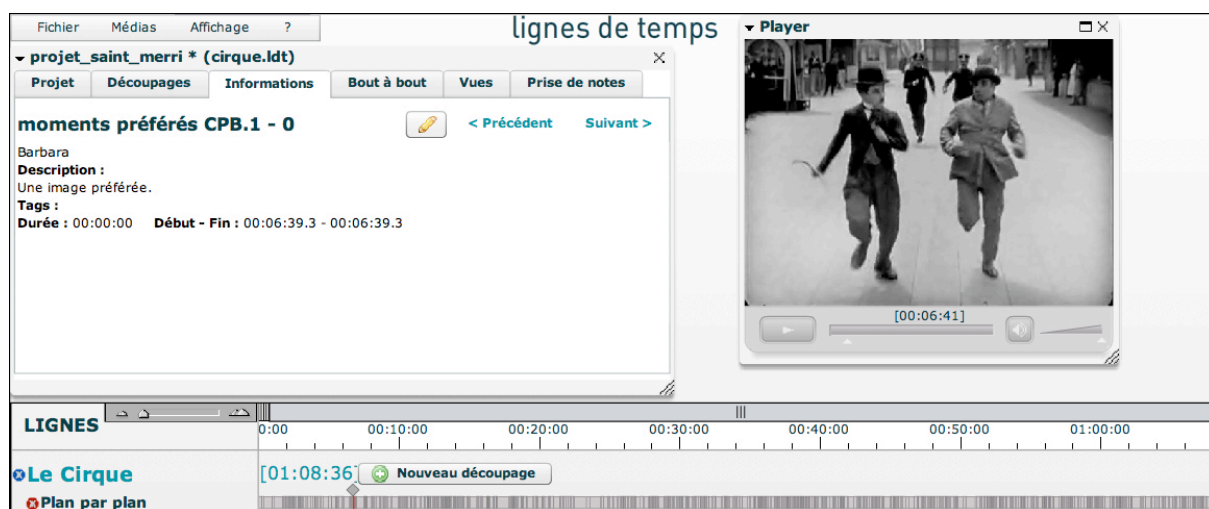 Fichier Médias Affichage ?
lignes de temps
projet_saint_merri * (cirque.ldt)
Projet Découpages Informations Bout à bout Vues Prise de notes
moments préférés CPB.1 - 0
< Précédent Suivant >
Barbara
Description :
Une image préférée.
Tags :
Durée : 00:00:00 Début - Fin : 00:06:39.3 - 00:06:39.3
Player
[00:06:41]
LIGNES
0:00 00:10:00 00:20:00 00:30:00 00:40:00 00:50:00 01:00:00
Le Cirque
[01:08:36]
Nouveau découpage
Plan par plan